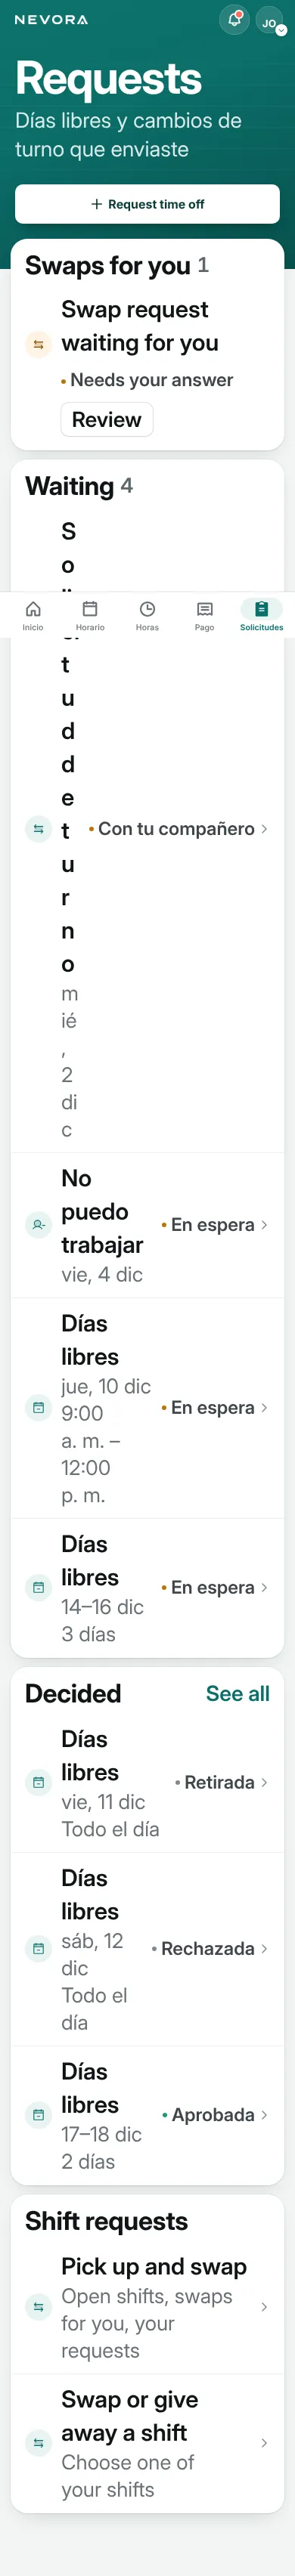 NEVORA
JO
Requests
Días libres y cambios de
turno que enviaste
Request time off
Swaps for you 1
Swap request
waiting for you
Needs your answer
Review
Waiting 4
S
o
Inicio
Horario
Horas
Pago
Solicitudes
t
u
d
d
e
t
u
r
n
o
m
ié
,
2
di
c
Con tu compañero
No
puedo
trabajar
vie, 4 dic
En espera
Días
libres
jue, 10 dic
9:00
a. m. –
12:00
p. m.
En espera
Días
libres
14–16 dic
3 días
En espera
Decided
See all
Días
libres
vie, 11 dic
Todo el día
Retirada
Días
libres
sáb, 12
dic
Todo el
día
Rechazada
Días
libres
17–18 dic
2 días
Aprobada
Shift requests
Pick up and swap
Open shifts, swaps
for you, your
requests
Swap or give
away a shift
Choose one of
your shifts